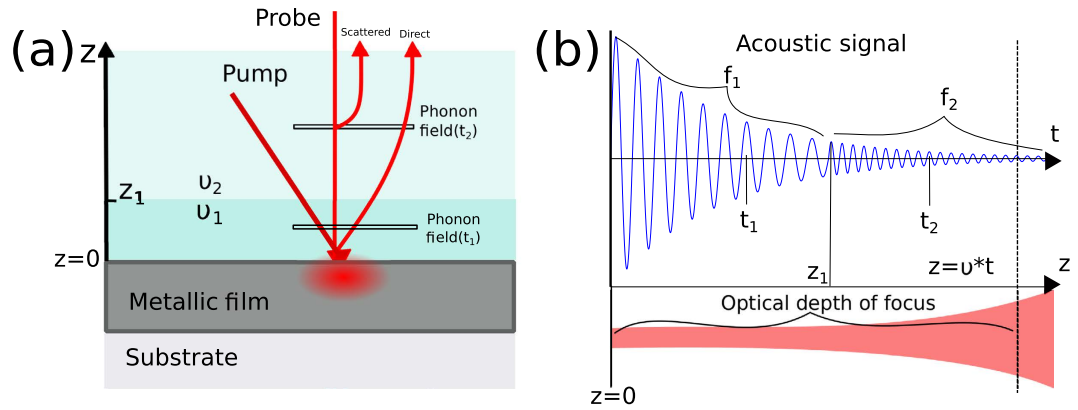 (a)
z
Probe
Scattered
Direct
Pump
Phonon
field(t₂)
z₁
υ₂
υ₁
Phonon
field(t₁)
z=0
Metallic film
Substrate
(b)
Acoustic signal
f₁
f₂
t
t₁
t₂
z₁
z=υ*t
z
Optical depth of focus
z=0